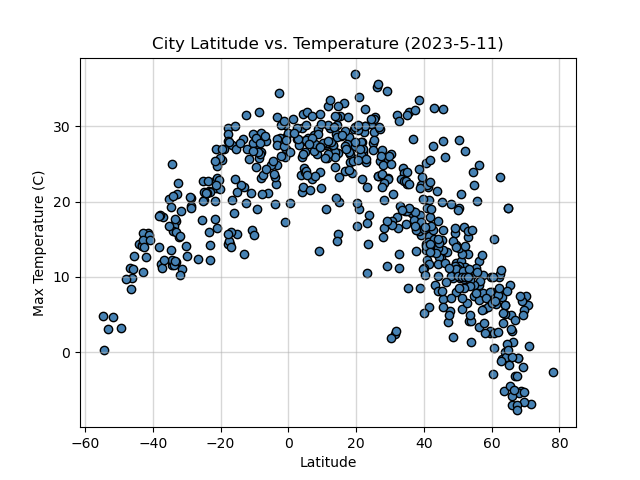 City Latitude vs. Temperature (2023-5-11)
30
20
10
0
Max Temperature (C)
−60 −40 −20 0 20 40 60 80
Latitude